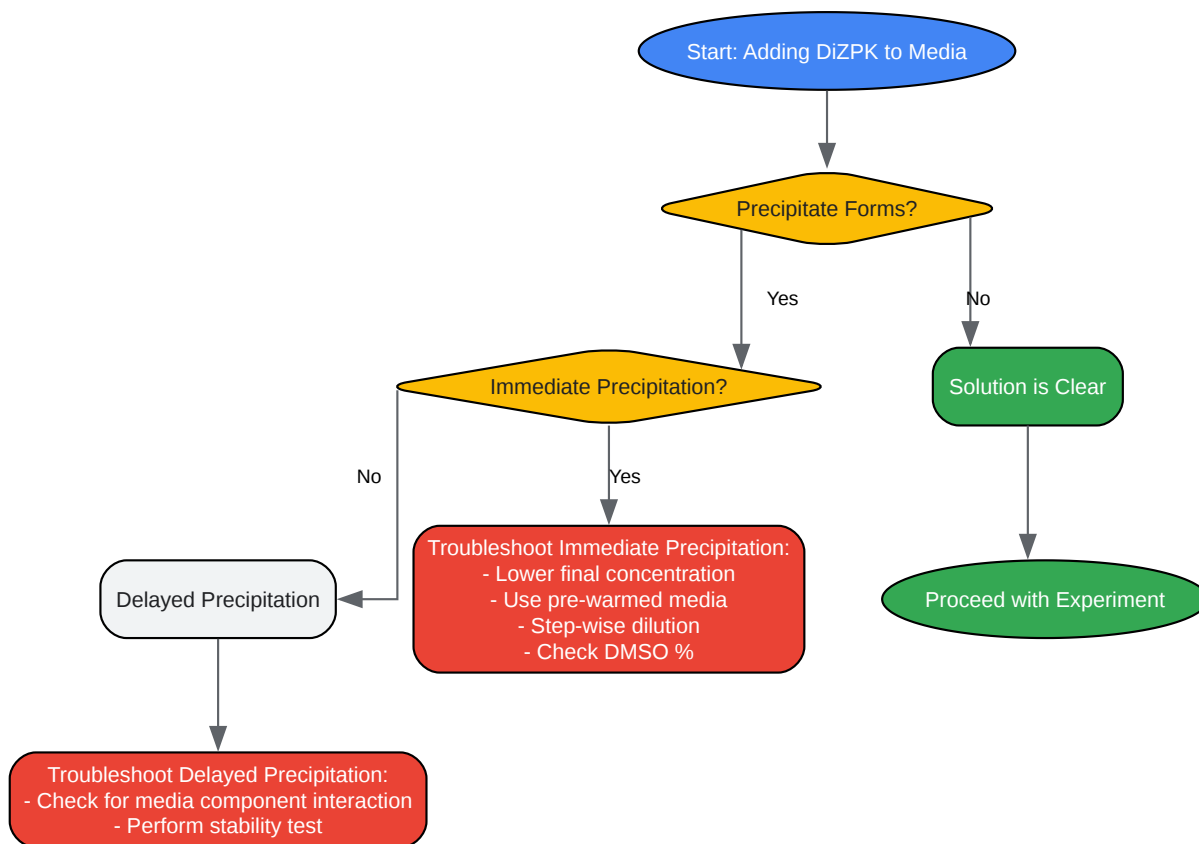 Start: Adding DiZPK to Media
Precipitate Forms?
Yes
No
Immediate Precipitation?
Solution is Clear
No
Yes
Troubleshoot Immediate Precipitation:
- Lower final concentration
- Use pre-warmed media
- Step-wise dilution
- Check DMSO %
Delayed Precipitation
Proceed with Experiment
Troubleshoot Delayed Precipitation:
- Check for media component interaction
- Perform stability test